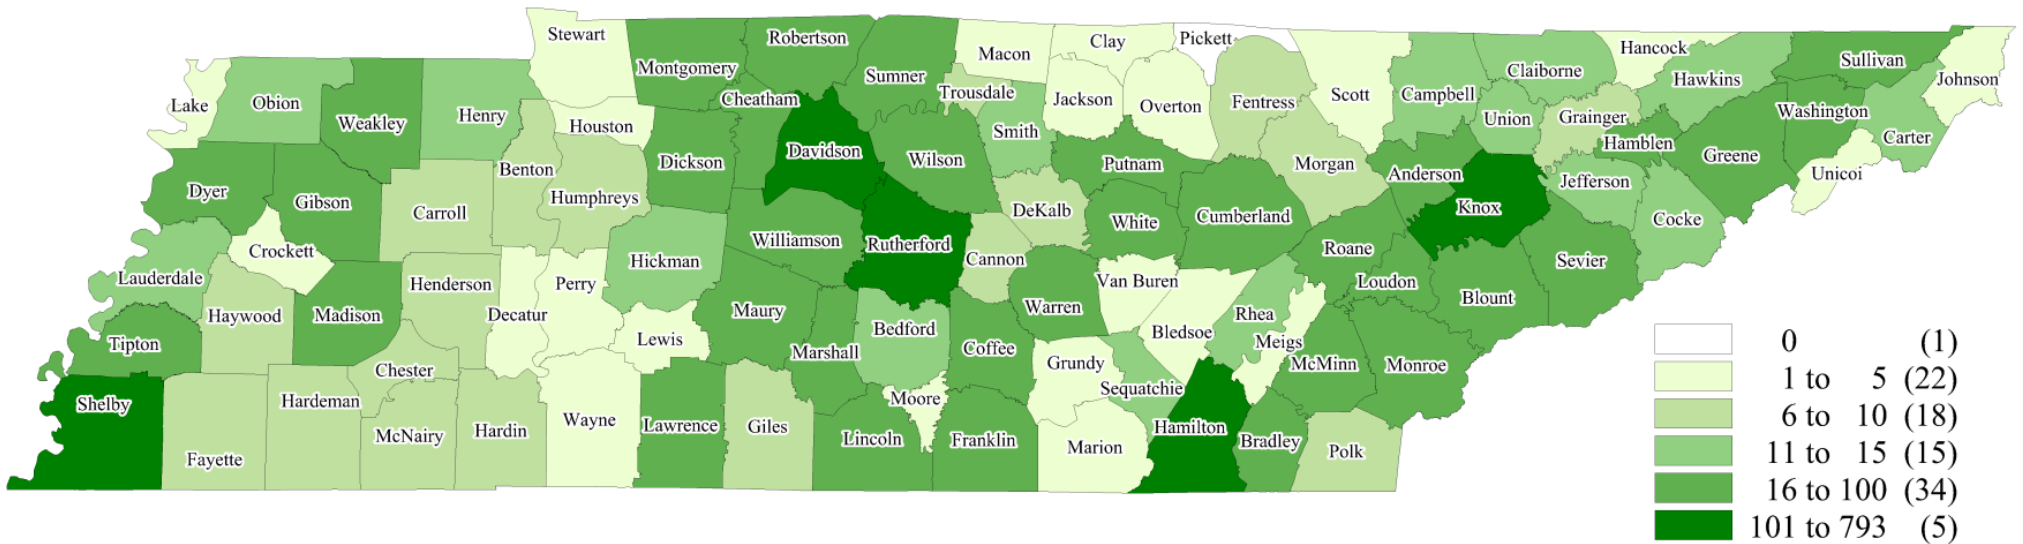 Stewart
Robertson
Macon
Clay
Pickett
Hancock
Montgomery
Sumner
Sullivan
Lake
Obion
Henry
Cheatham
Trousdale
Jackson
Overton
Fentress
Scott
Campbell
Claiborne
Hawkins
Johnson
Weakley
Houston
Smith
Union
Grainger
Washington
Carter
Dickson
Davidson
Wilson
Putnam
Morgan
Hamblen
Greene
Benton
Anderson
Jefferson
Unicoi
Dyer
Gibson
Carroll
Humphreys
DeKalb
White
Cumberland
Knox
Cocke
Crockett
Williamson
Rutherford
Roane
Lauderdale
Hickman
Cannon
Sevier
Haywood
Madison
Henderson
Decatur
Perry
Maury
Warren
Van Buren
Loudon
Blount
Tipton
Lewis
Marshall
Bedford
Coffee
Bledsoe
Rhea
Meigs
McMinn
Monroe
Shelby
Chester
Grundy
Sequatchie
Hardeman
Moore
Fayette
McNairy
Hardin
Wayne
Lawrence
Giles
Lincoln
Franklin
Marion
Hamilton
Bradley
Polk
0 (1)
1 to 5 (22)
6 to 10 (18)
11 to 15 (15)
16 to 100 (34)
101 to 793 (5)